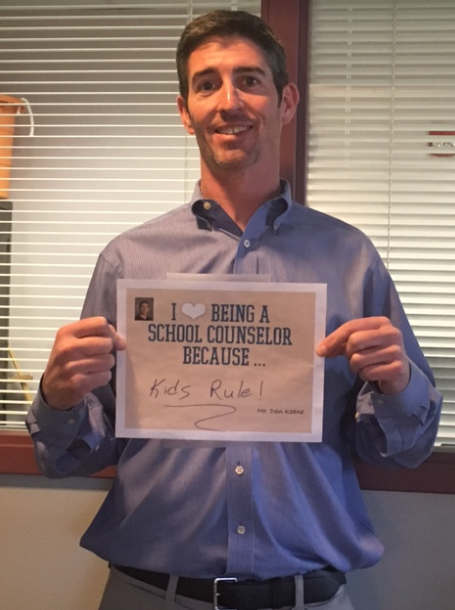 I ♡ BEING A
SCHOOL COUNSELOR
BECAUSE ...
Kids Rule!